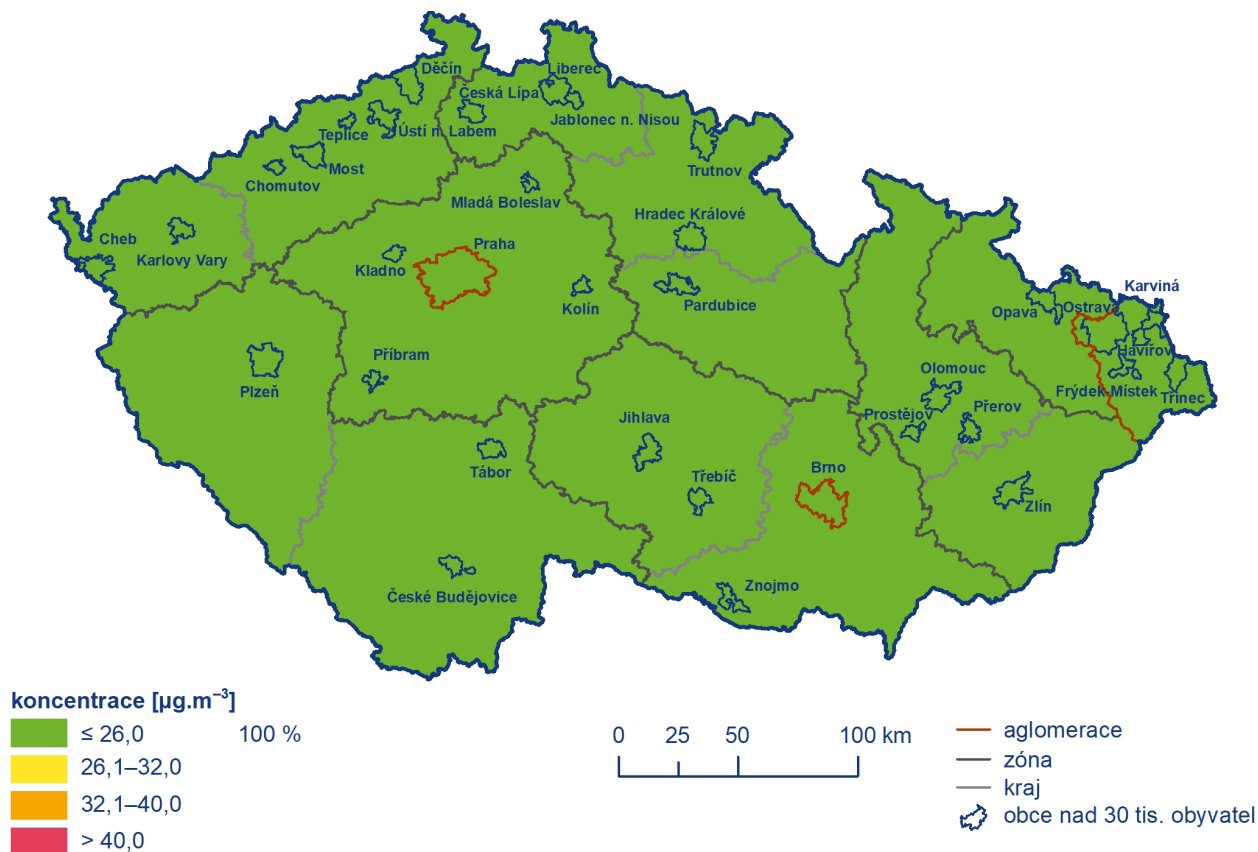 Děčín
Liberec
Česká Lípa
Jablonec n. Nisou
Teplice
Ústí n. Labem
Most
Chomutov
Trutnov
Mladá Boleslav
Hradec Králové
Cheb
Karlovy Vary
Praha
Kladno
Kolín
Pardubice
Karviná
Opava
Ostrava
Havířov
Příbram
Plzeň
Olomouc
Frýdek-Místek
Třinec
Prostějov
Přerov
Jihlava
Tábor
Třebíč
Brno
Zlín
Znojmo
České Budějovice
koncentrace [µg.m⁻³]
≤ 26,0 100 %
26,1–32,0
32,1–40,0
> 40,0
0 25 50 100 km
aglomerace
zóna
kraj
obce nad 30 tis. obyvatel